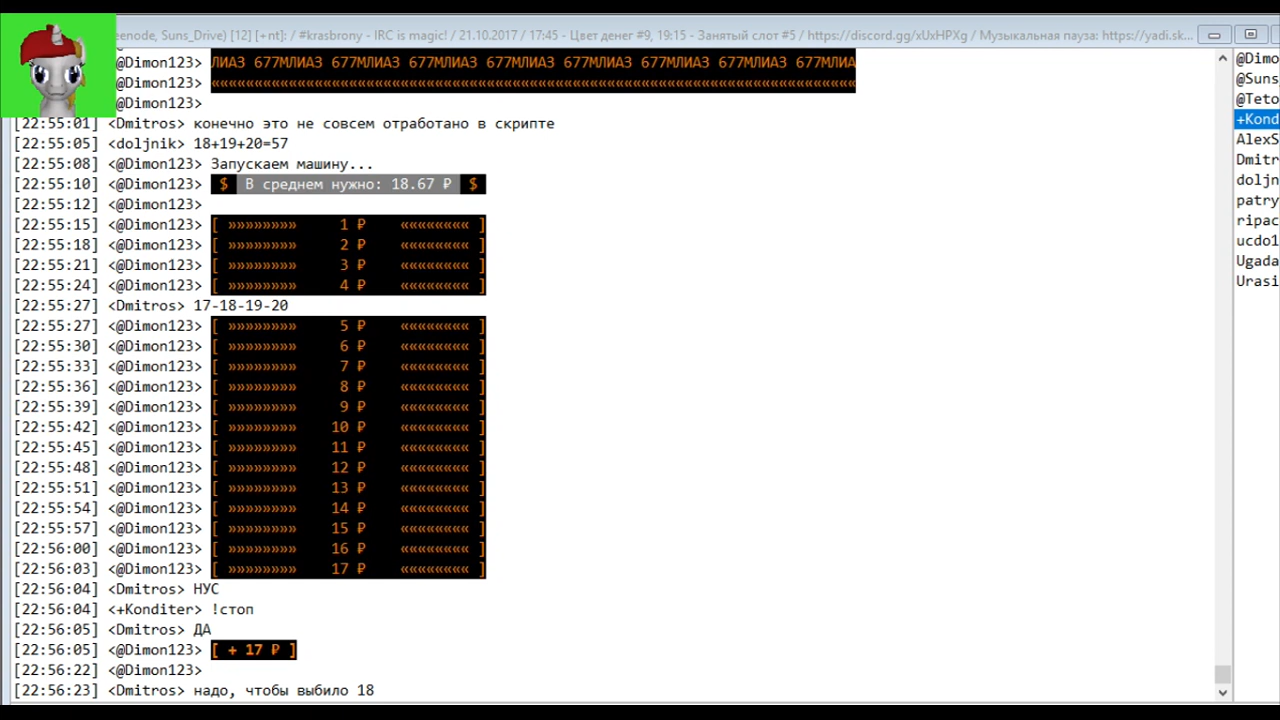 eenode, Suns_Drive) [12] [+nt]: / #krasbrony - IRC is magic! / 21.10.2017 / 17:45 - Цвет денег #9, 19:15 - Занятый слот #5 / https://discord.gg/xUxHPXg / Музыкальная пауза: https://yadi.sk...
<@Dimon123> ЛИАЗ 677МЛИАЗ 677МЛИАЗ 677МЛИАЗ 677МЛИАЗ 677МЛИАЗ 677МЛИАЗ 677МЛИА
<@Dimon123> «««««««««««««««««««««««««««««««««««««««««««««««««««««««««««
<@Dimon123>
[22:55:01] <Dmitros> конечно это не совсем отработано в скрипте
[22:55:05] <doljnik> 18+19+20=57
[22:55:08] <@Dimon123> Запускаем машину...
[22:55:10] <@Dimon123> $ В среднем нужно: 18.67 ₽ $
[22:55:12] <@Dimon123>
[22:55:15] <@Dimon123> [ »»»»»»»» 1 ₽ «««««««« ]
[22:55:18] <@Dimon123> [ »»»»»»»» 2 ₽ «««««««« ]
[22:55:21] <@Dimon123> [ »»»»»»»» 3 ₽ «««««««« ]
[22:55:24] <@Dimon123> [ »»»»»»»» 4 ₽ «««««««« ]
[22:55:27] <Dmitros> 17-18-19-20
[22:55:27] <@Dimon123> [ »»»»»»»» 5 ₽ «««««««« ]
[22:55:30] <@Dimon123> [ »»»»»»»» 6 ₽ «««««««« ]
[22:55:33] <@Dimon123> [ »»»»»»»» 7 ₽ «««««««« ]
[22:55:36] <@Dimon123> [ »»»»»»»» 8 ₽ «««««««« ]
[22:55:39] <@Dimon123> [ »»»»»»»» 9 ₽ «««««««« ]
[22:55:42] <@Dimon123> [ »»»»»»»» 10 ₽ «««««««« ]
[22:55:45] <@Dimon123> [ »»»»»»»» 11 ₽ «««««««« ]
[22:55:48] <@Dimon123> [ »»»»»»»» 12 ₽ «««««««« ]
[22:55:51] <@Dimon123> [ »»»»»»»» 13 ₽ «««««««« ]
[22:55:54] <@Dimon123> [ »»»»»»»» 14 ₽ «««««««« ]
[22:55:57] <@Dimon123> [ »»»»»»»» 15 ₽ «««««««« ]
[22:56:00] <@Dimon123> [ »»»»»»»» 16 ₽ «««««««« ]
[22:56:03] <@Dimon123> [ »»»»»»»» 17 ₽ «««««««« ]
[22:56:04] <Dmitros> НУС
[22:56:04] <+Konditer> !стоп
[22:56:05] <Dmitros> ДА
[22:56:05] <@Dimon123> [ + 17 ₽ ]
[22:56:22] <@Dimon123>
[22:56:23] <Dmitros> надо, чтобы выбило 18
@Dimo
@Suns
@Teto
+Kond
AlexS
Dmitr
doljn
patry
ripac
ucdo1
Ugada
Urasi